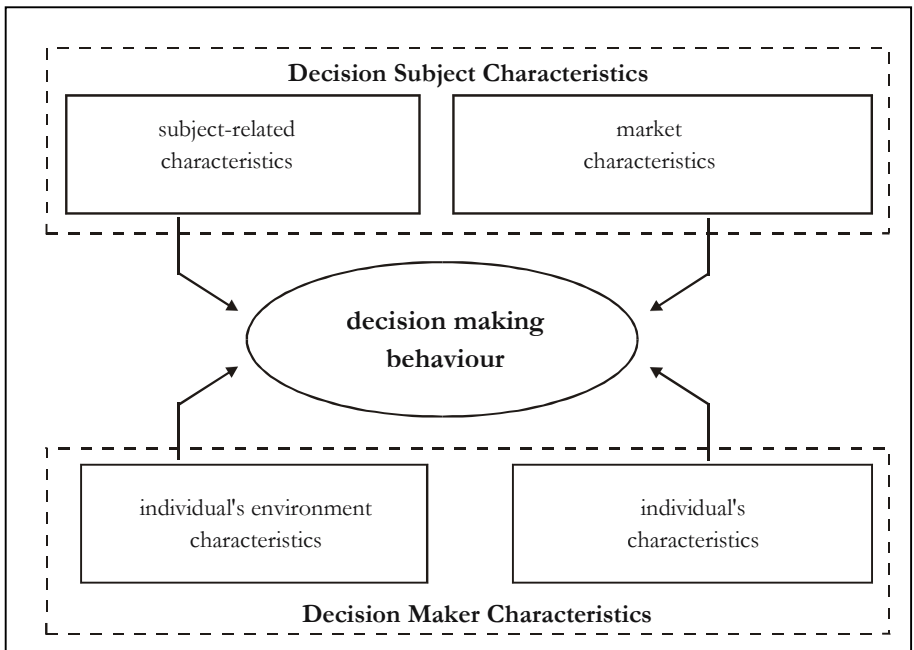 Decision Subject Characteristics
subject-related
characteristics
market
characteristics
decision making
behaviour
individual's environment
characteristics
individual's
characteristics
Decision Maker Characteristics